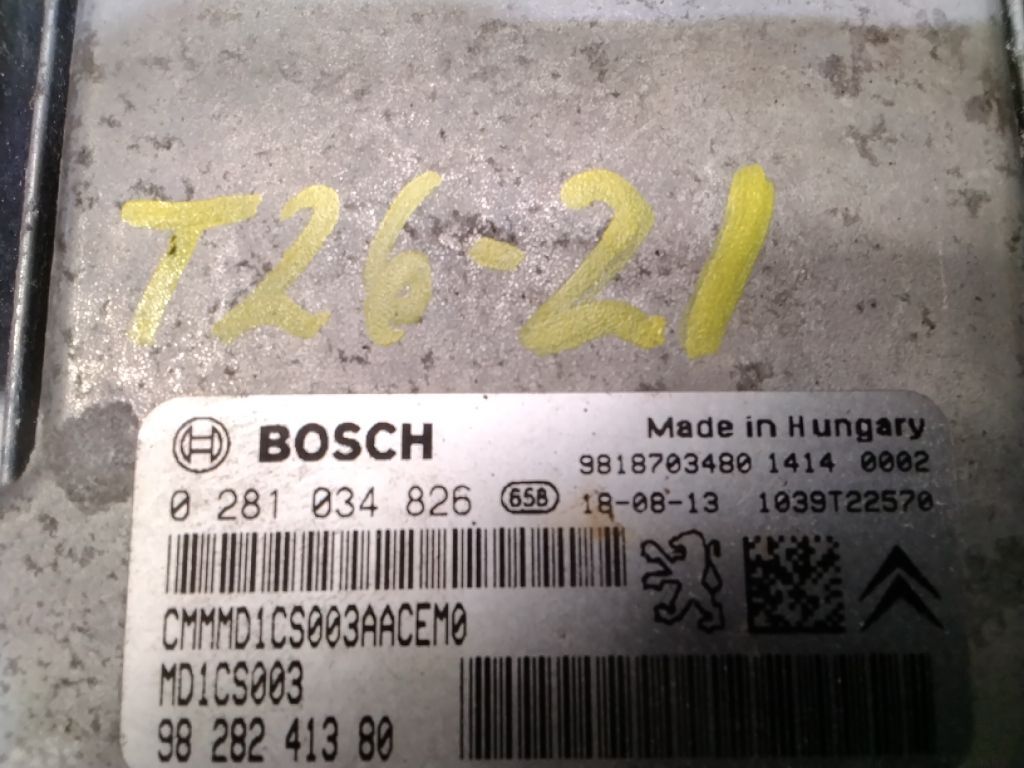 T26-21
BOSCH
Made in Hungary
9818703480 1414 0002
0 281 034 826 658 18-08-13 1039T22570
CMMMD1CS003AACEM0
MD1CS003
98 282 413 80